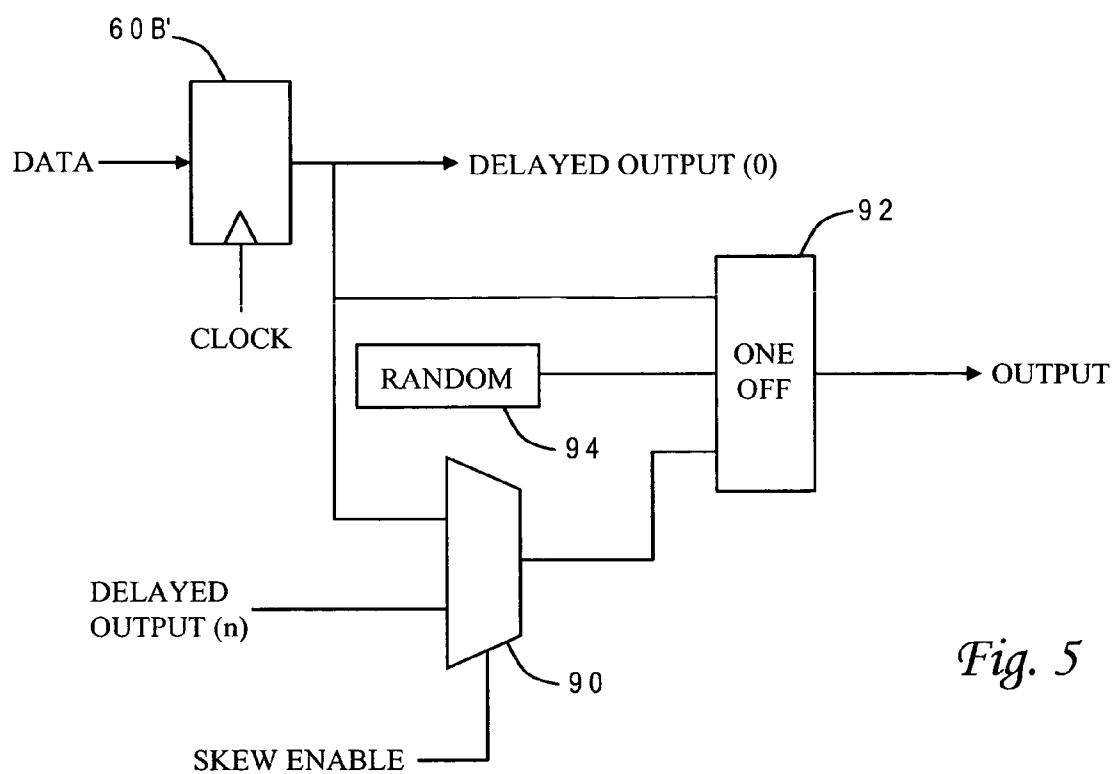 60B'
DATA
DELAYED OUTPUT (0)
92
CLOCK
RANDOM
ONE
OFF
OUTPUT
94
DELAYED
OUTPUT (n)
90
Fig. 5
SKEW ENABLE